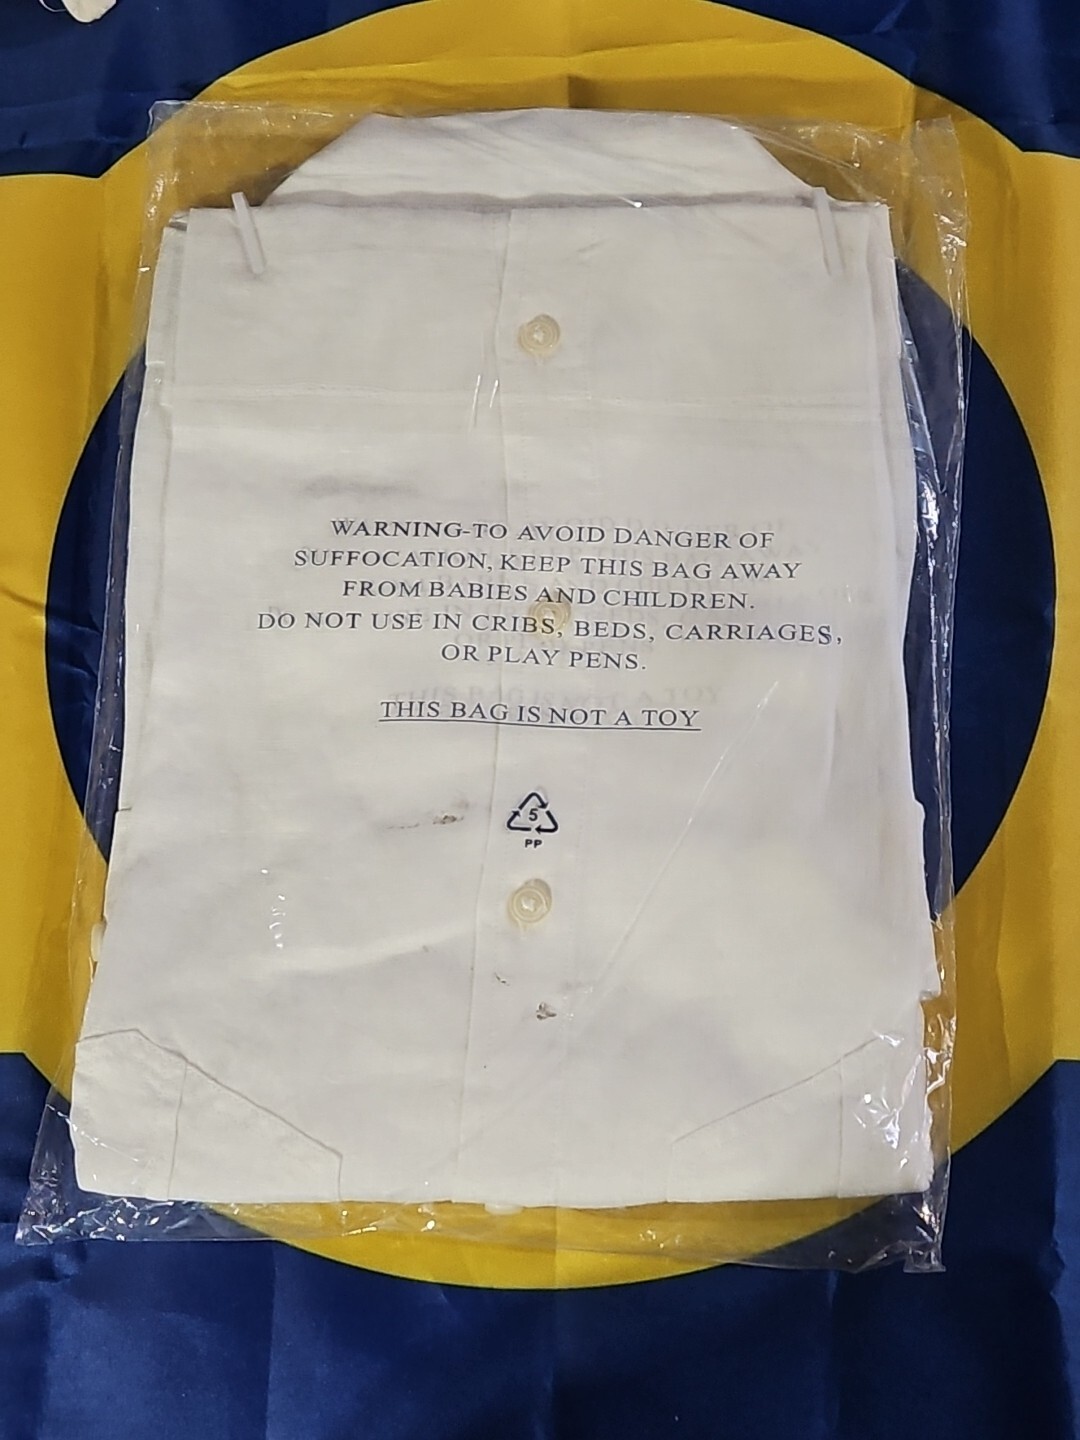 WARNING-TO AVOID DANGER OF
SUFFOCATION, KEEP THIS BAG AWAY
FROM BABIES AND CHILDREN.
DO NOT USE IN CRIBS, BEDS, CARRIAGES,
OR PLAY PENS.
THIS BAG IS NOT A TOY
5
PP